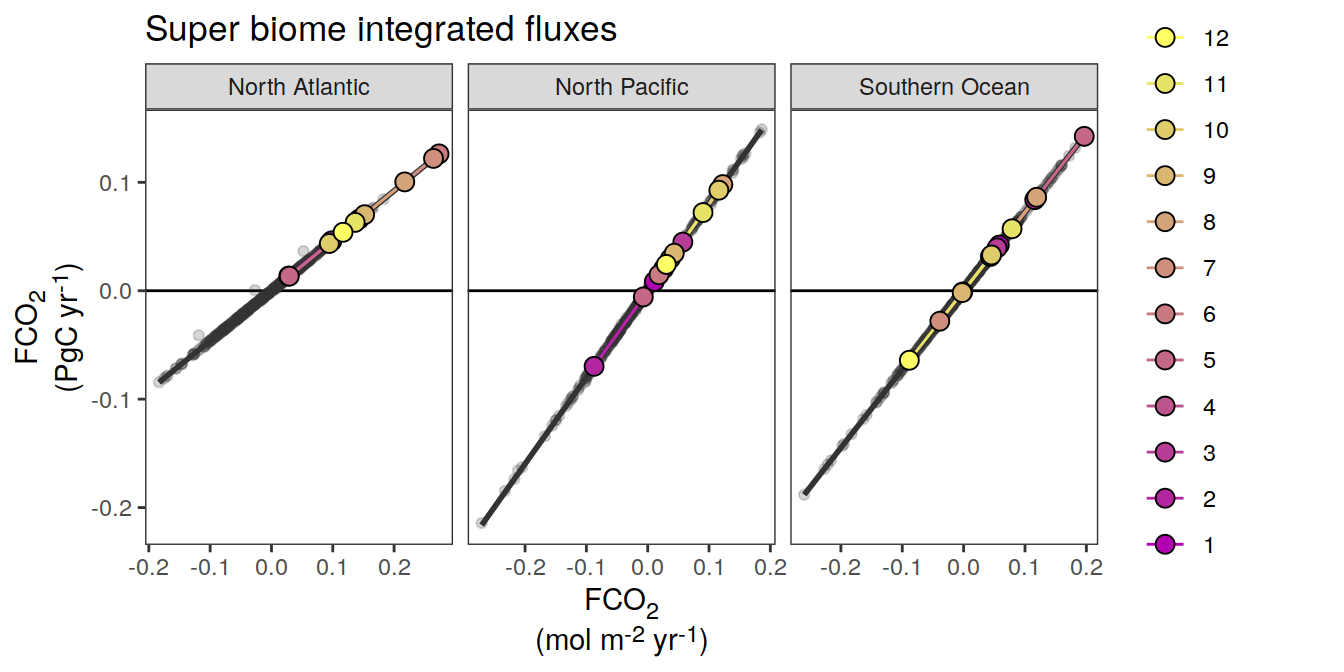 Super biome integrated fluxes
North Atlantic
North Pacific
Southern Ocean
0.1
0.0
-0.1
-0.2
FCO₂
(PgC yr⁻¹)
-0.2 -0.1 0.0 0.1 0.2
-0.2 -0.1 0.0 0.1 0.2
-0.2 -0.1 0.0 0.1 0.2
FCO₂
(mol m⁻² yr⁻¹)
12
11
10
9
8
7
6
5
4
3
2
1